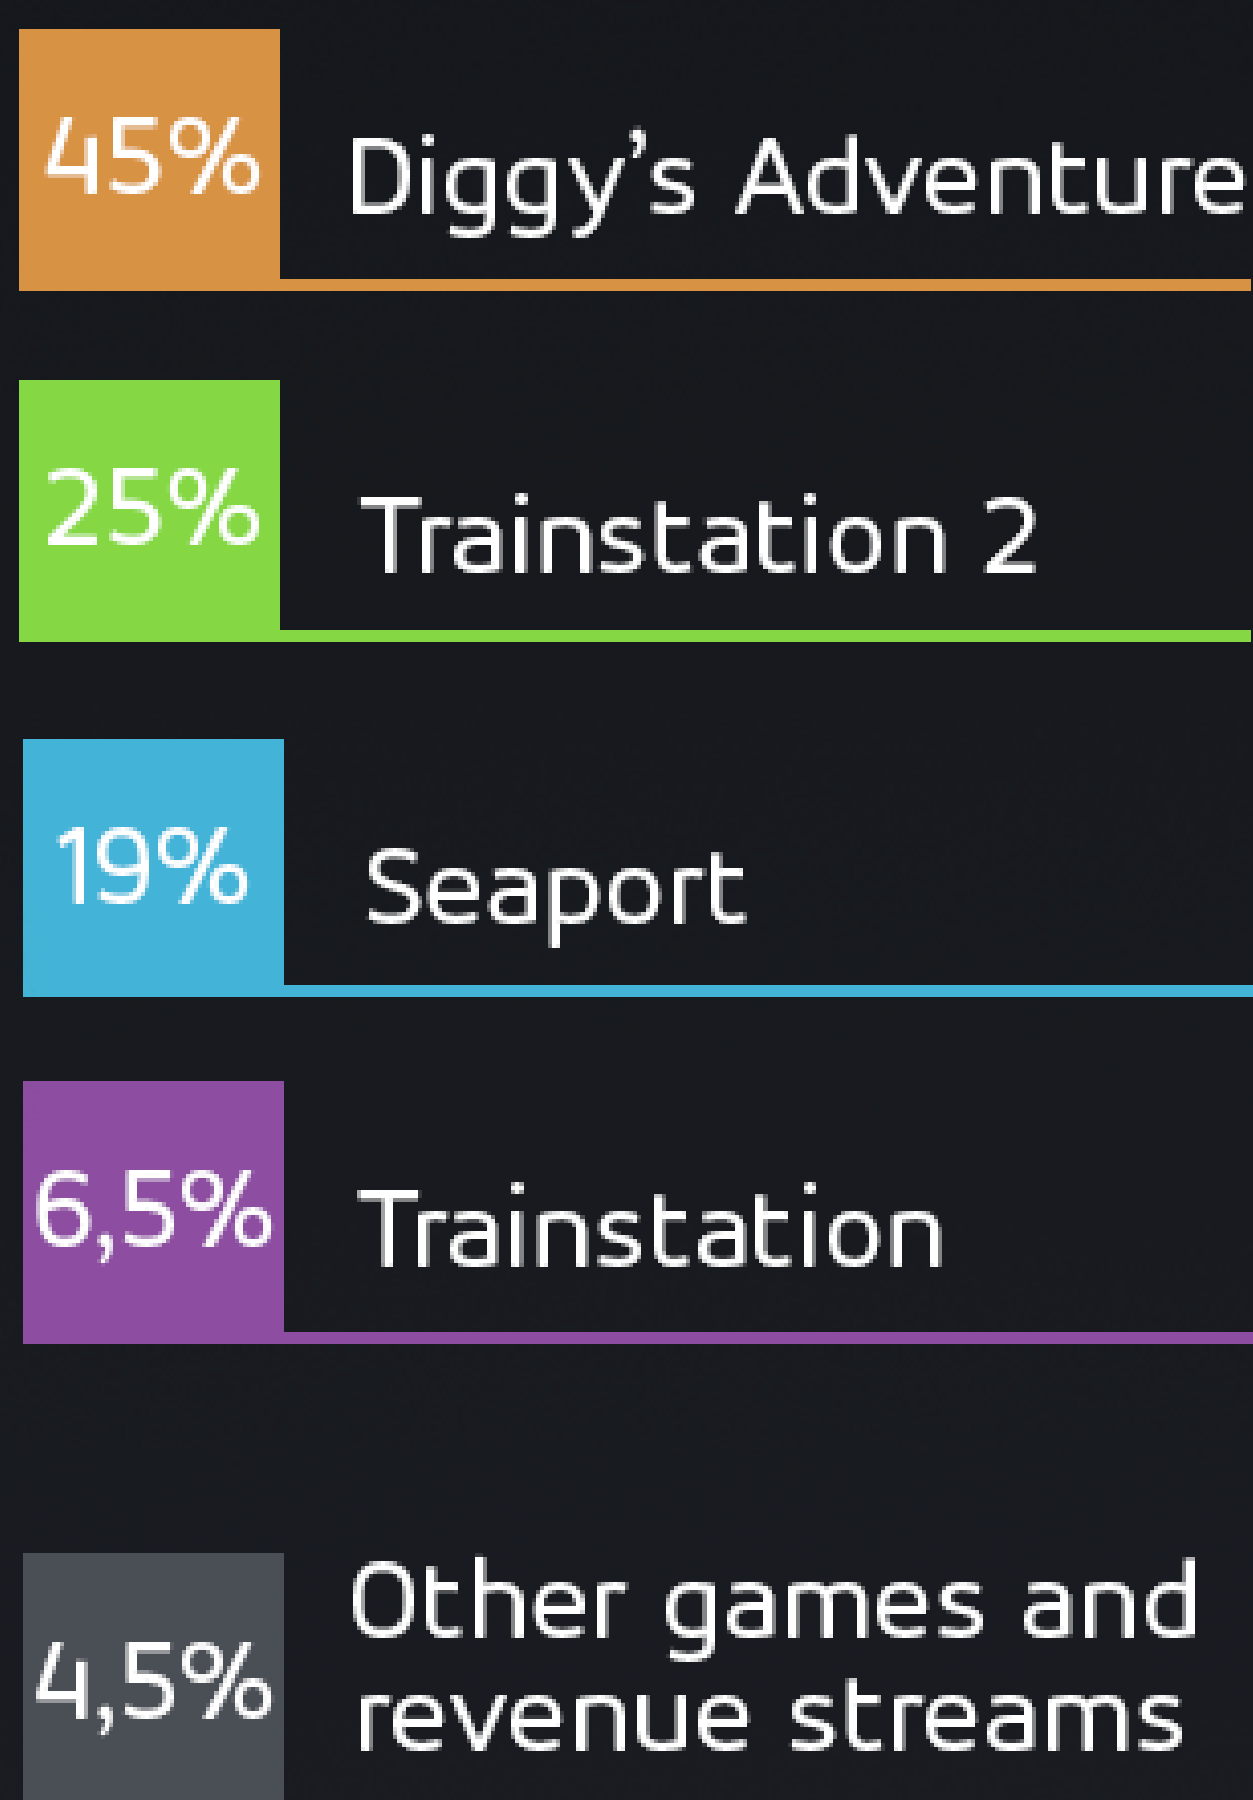 45% Diggy’s Adventure
25% Trainstation 2
19% Seaport
6,5% Trainstation
Other games and
4,5% revenue streams